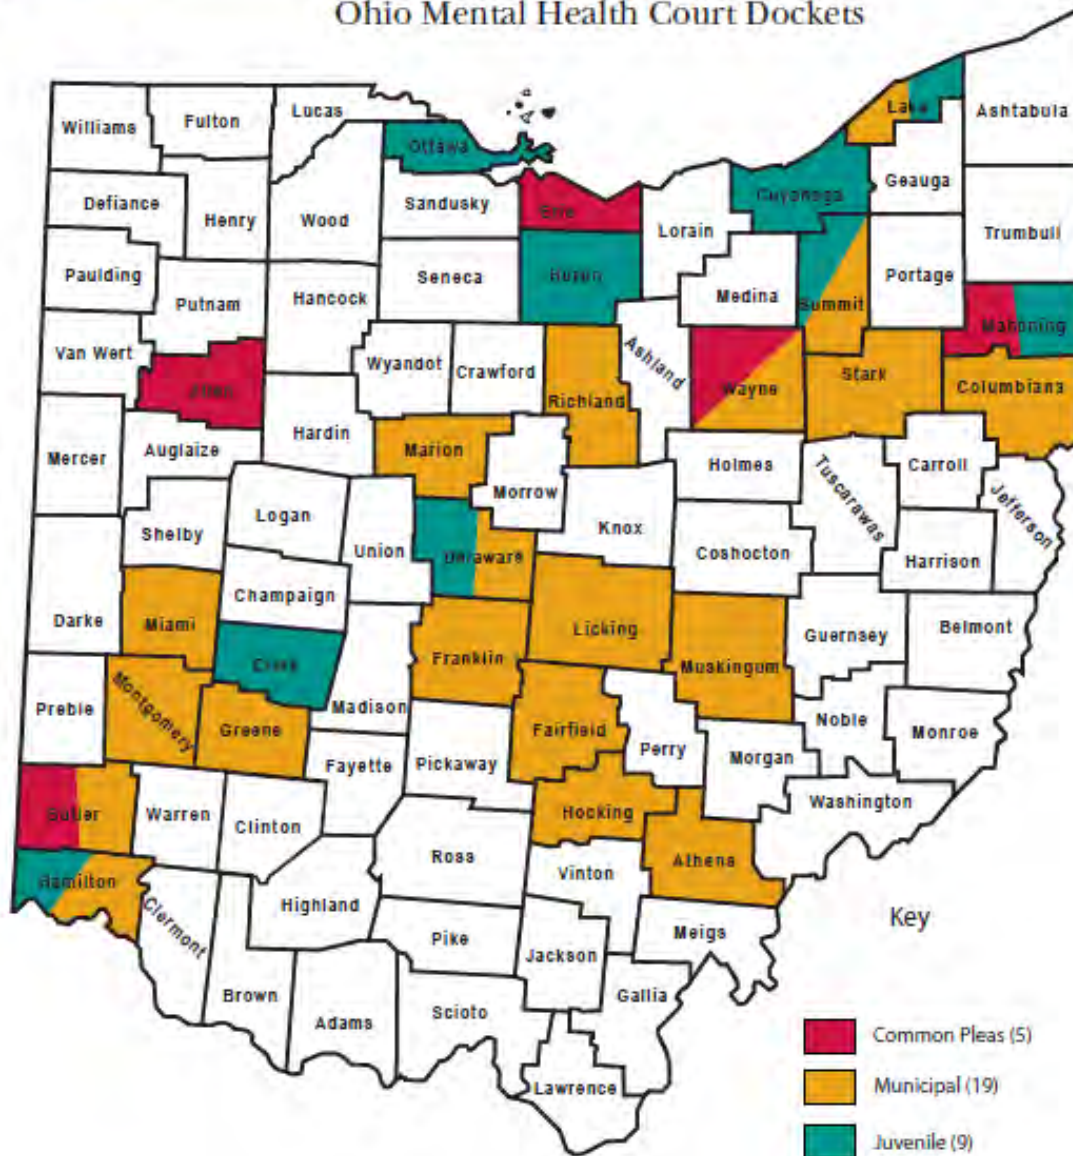 Ohio Mental Health Court Dockets
Williams
Fulton
Lucas
Ottawa
Lake
Ashtabula
Defiance
Henry
Wood
Sandusky
Erie
Lorain
Cuyahoga
Geauga
Trumbull
Paulding
Putnam
Hancock
Seneca
Huron
Medina
Summit
Portage
Mahoning
Van Wert
Allen
Wyandot
Crawford
Richland
Ashland
Wayne
Stark
Columbiana
Mercer
Auglaize
Hardin
Marion
Morrow
Holmes
Tuscarawas
Carroll
Jefferson
Shelby
Logan
Union
Delaware
Knox
Coshocton
Harrison
Darke
Miami
Champaign
Clark
Franklin
Licking
Muskingum
Guernsey
Belmont
Preble
Montgomery
Greene
Madison
Fairfield
Perry
Noble
Monroe
Fayette
Pickaway
Morgan
Butler
Warren
Clinton
Hocking
Washington
Hamilton
Ross
Vinton
Athens
Clermont
Highland
Pike
Jackson
Meigs
Key
Brown
Adams
Scioto
Gallia
Lawrence
Common Pleas (5)
Municipal (19)
Juvenile (9)